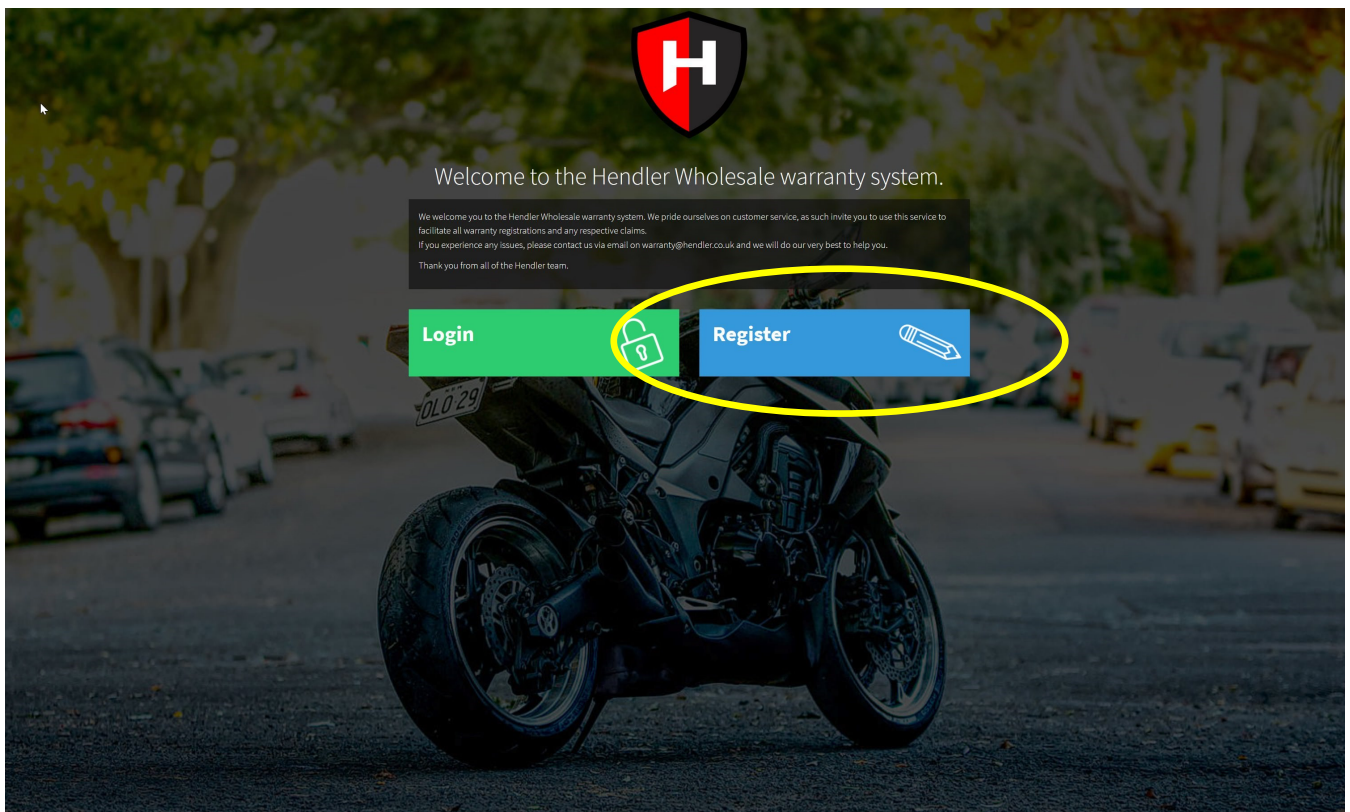 H
Welcome to the Hendler Wholesale warranty system.
We welcome you to the Hendler Wholesale warranty system. We pride ourselves on customer service, as such invite you to use this service to
facilitate all warranty registrations and any respective claims.
If you experience any issues, please contact us via email on warranty@hendler.co.uk and we will do our very best to help you.
Thank you from all of the Hendler team.
Login
Register
OLO 29